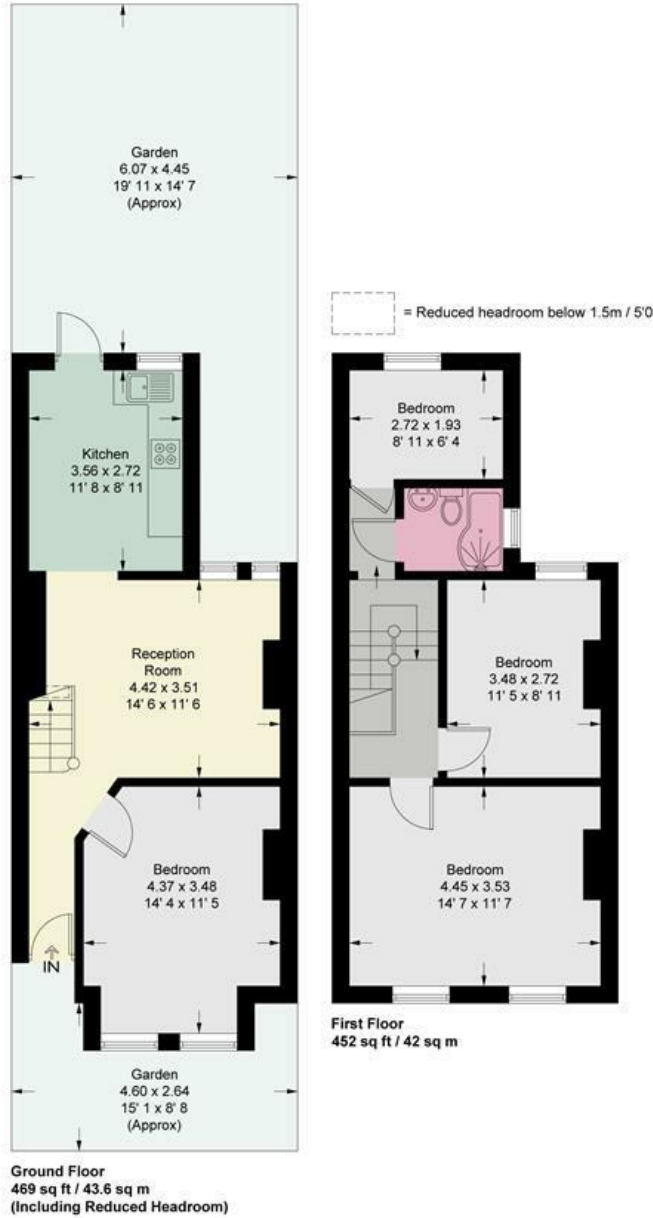 Garden
6.07 x 4.45
19' 11 x 14' 7
(Approx)
= Reduced headroom below 1.5m / 5'0
Kitchen
3.56 x 2.72
11' 8 x 8' 11
Reception
Room
4.42 x 3.51
14' 6 x 11' 6
Bedroom
4.37 x 3.48
14' 4 x 11' 5
IN
Garden
4.60 x 2.64
15' 1 x 8' 8
(Approx)
Ground Floor
469 sq ft / 43.6 sq m
(Including Reduced Headroom)
Bedroom
2.72 x 1.93
8' 11 x 6' 4
Bedroom
3.48 x 2.72
11' 5 x 8' 11
Bedroom
4.45 x 3.53
14' 7 x 11' 7
First Floor
452 sq ft / 42 sq m